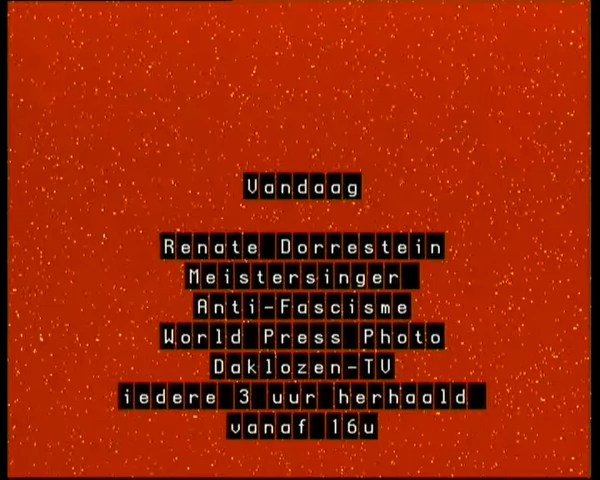 Vandaag
Renate Dorrestein
Meistersinger
Anti-Fascisme
World Press Photo
Daklozen-TV
iedere 3 uur herhaald
vanaf 16u